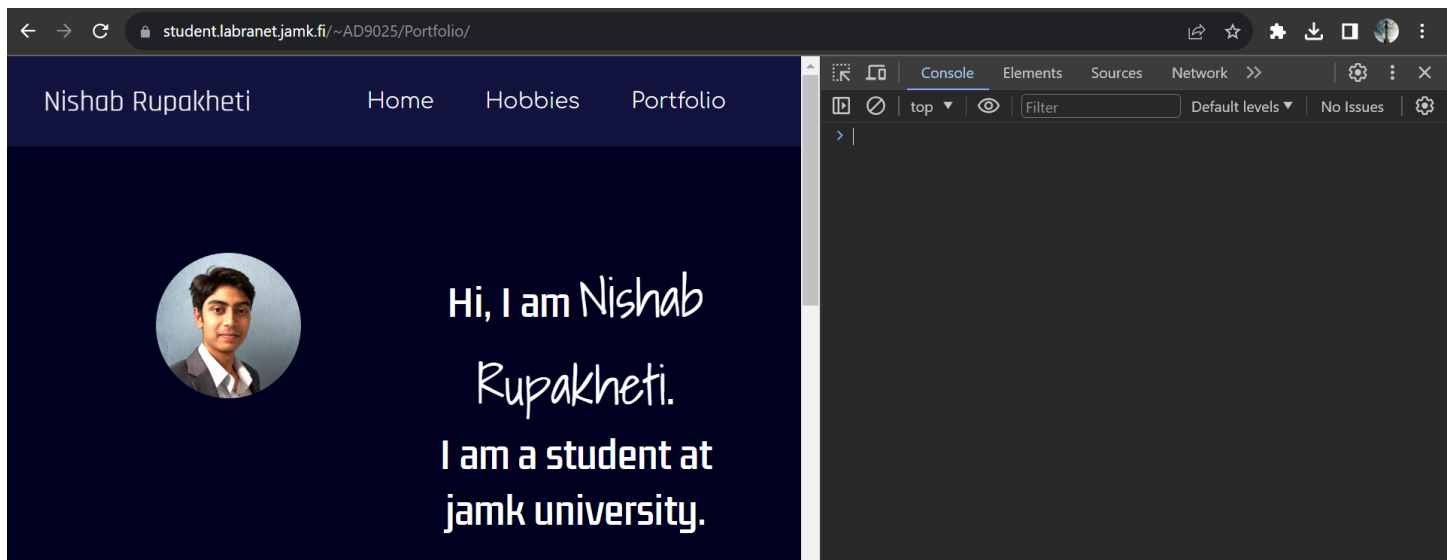 student.labranet.jamk.fi/~AD9025/Portfolio/
Nishab Rupakheti Home Hobbies Portfolio
Hi, I am Nishab
Rupakheti.
I am a student at
jamk university.
Console Elements Sources Network
top Filter Default levels No Issues